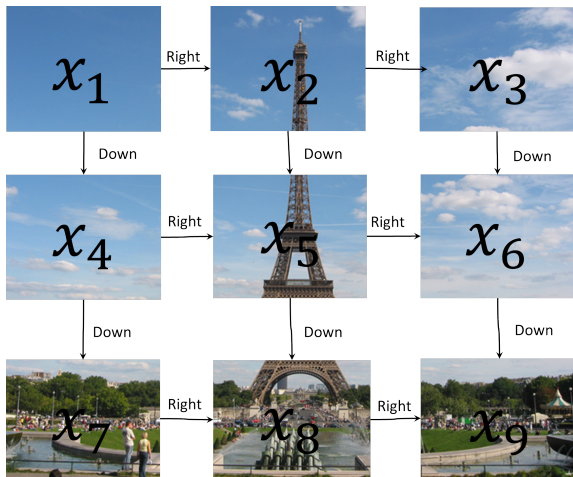 x₁ Right x₂ Right x₃
Down Down Down
x₄ Right x₅ Right x₆
Down Down Down
x₇ Right x₈ Right x₉